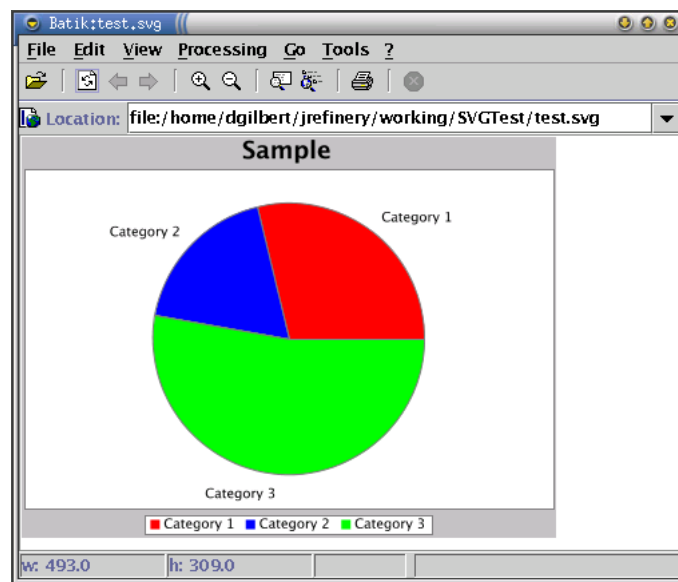 Batik:test.svg
File Edit View Processing Go Tools ?
Location: file:/home/dgilbert/jrefinery/working/SVGTest/test.svg
Sample
Category 1
Category 2
Category 3
Category 1 Category 2 Category 3
w: 493.0 h: 309.0